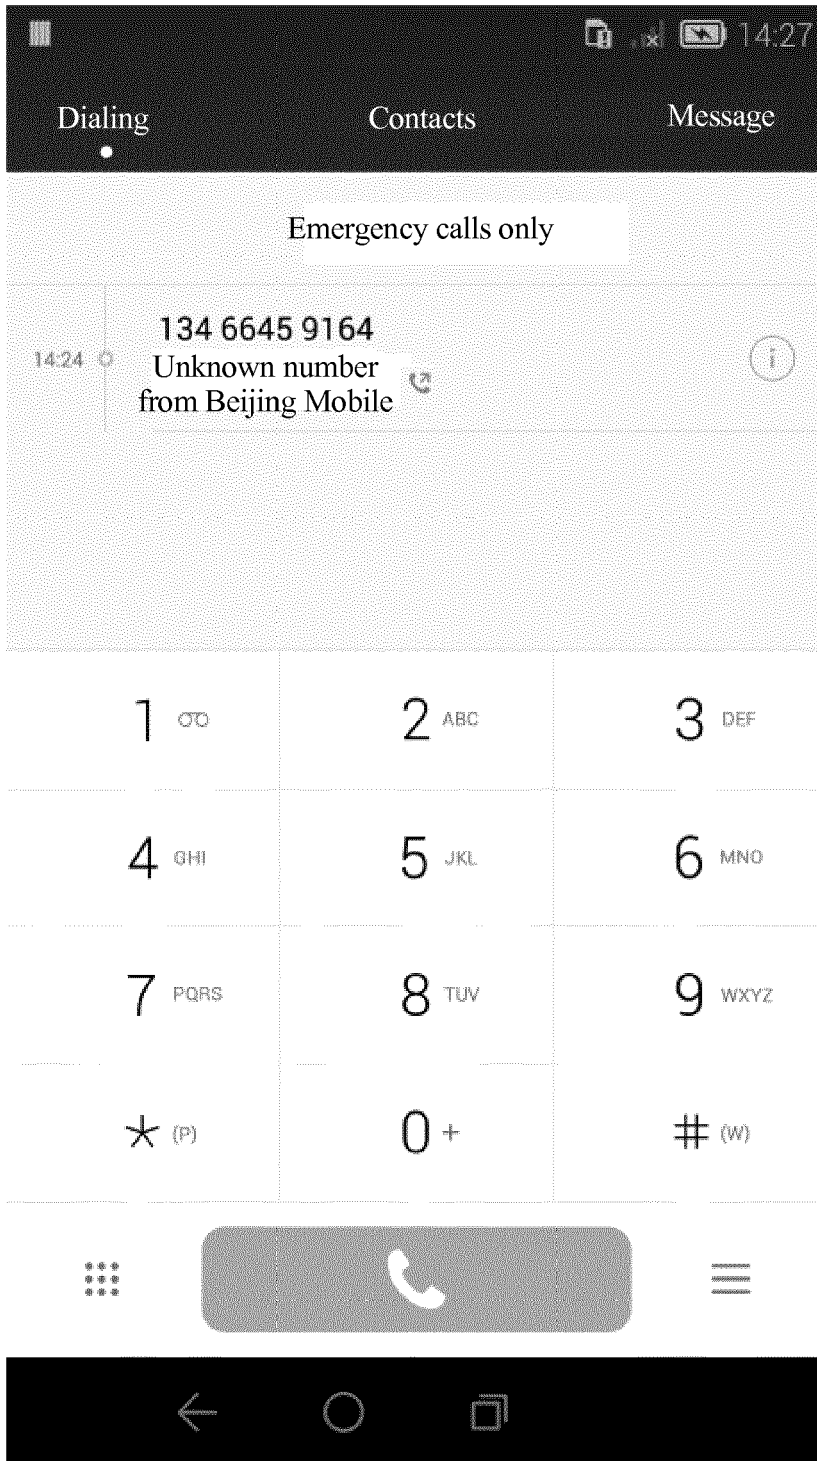 14:27
Dialing Contacts Message
Emergency calls only
134 6645 9164
14:24
Unknown number
from Beijing Mobile
1 2 ABC 3 DEF
4 GHI 5 JKL 6 MNO
7 PQRS 8 TUV 9 WXYZ
* (P) 0 + # (W)